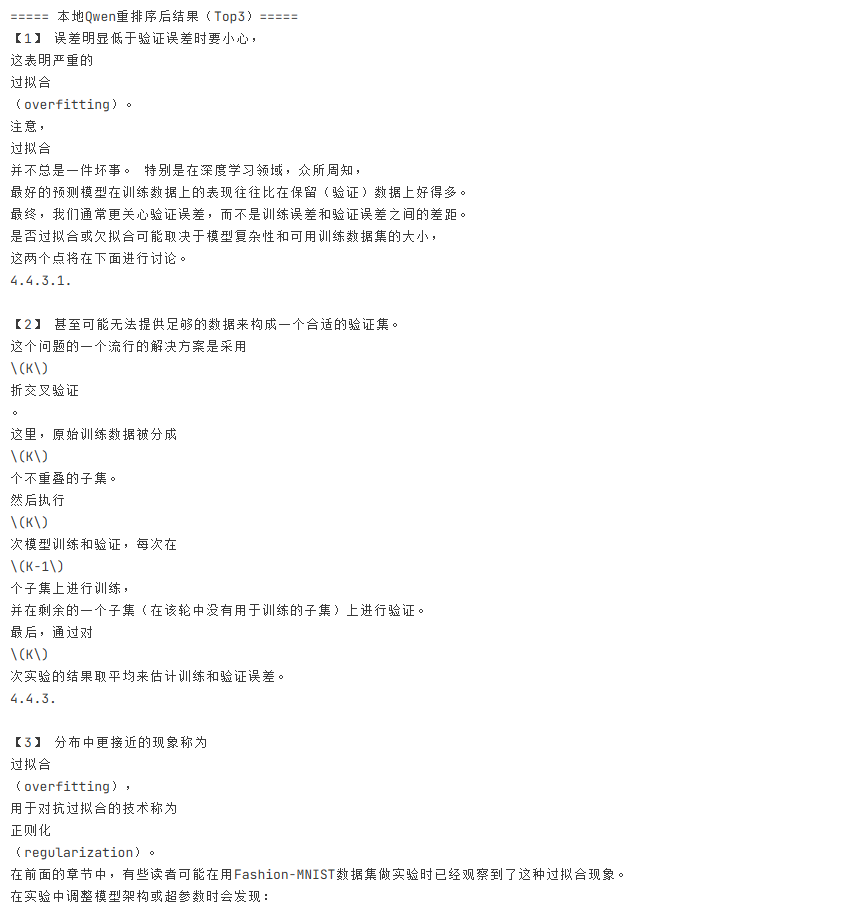 ===== 本地Qwen重排序后结果（Top3）=====
【1】 误差明显低于验证误差时要小心，
这表明严重的
过拟合
（overfitting）。
注意，
过拟合
并不总是一件坏事。 特别是在深度学习领域，众所周知，
最好的预测模型在训练数据上的表现往往比在保留（验证）数据上好得多。
最终，我们通常更关心验证误差，而不是训练误差和验证误差之间的差距。
是否过拟合或欠拟合可能取决于模型复杂性和可用训练数据集的大小，
这两个点将在下面进行讨论。
4.4.3.1.
【2】 甚至可能无法提供足够的数据来构成一个合适的验证集。
这个问题的一个流行的解决方案是采用
\(K\)
折交叉验证
。
这里，原始训练数据被分成
\(K\)
个不重叠的子集。
然后执行
\(K\)
次模型训练和验证，每次在
\(K-1\)
个子集上进行训练，
并在剩余的一个子集（在该轮中没有用于训练的子集）上进行验证。
最后，通过对
\(K\)
次实验的结果取平均来估计训练和验证误差。
4.4.3.
【3】 分布中更接近的现象称为
过拟合
（overfitting），
用于对抗过拟合的技术称为
正则化
（regularization）。
在前面的章节中，有些读者可能在用Fashion-MNIST数据集做实验时已经观察到了这种过拟合现象。
在实验中调整模型架构或超参数时会发现：